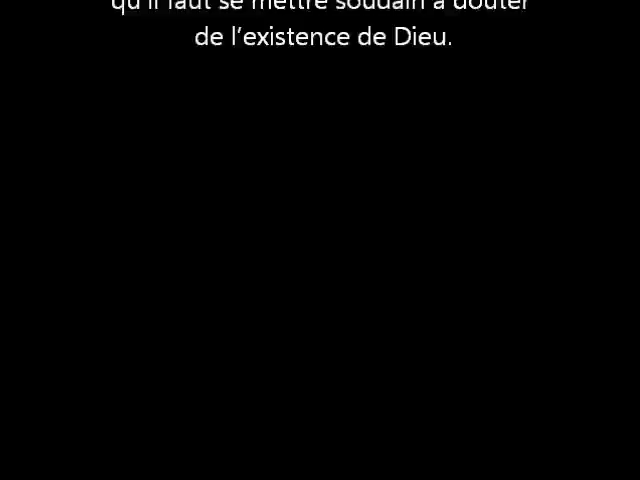 qu'il faut se mettre soudain à douter
de l'existence de Dieu.